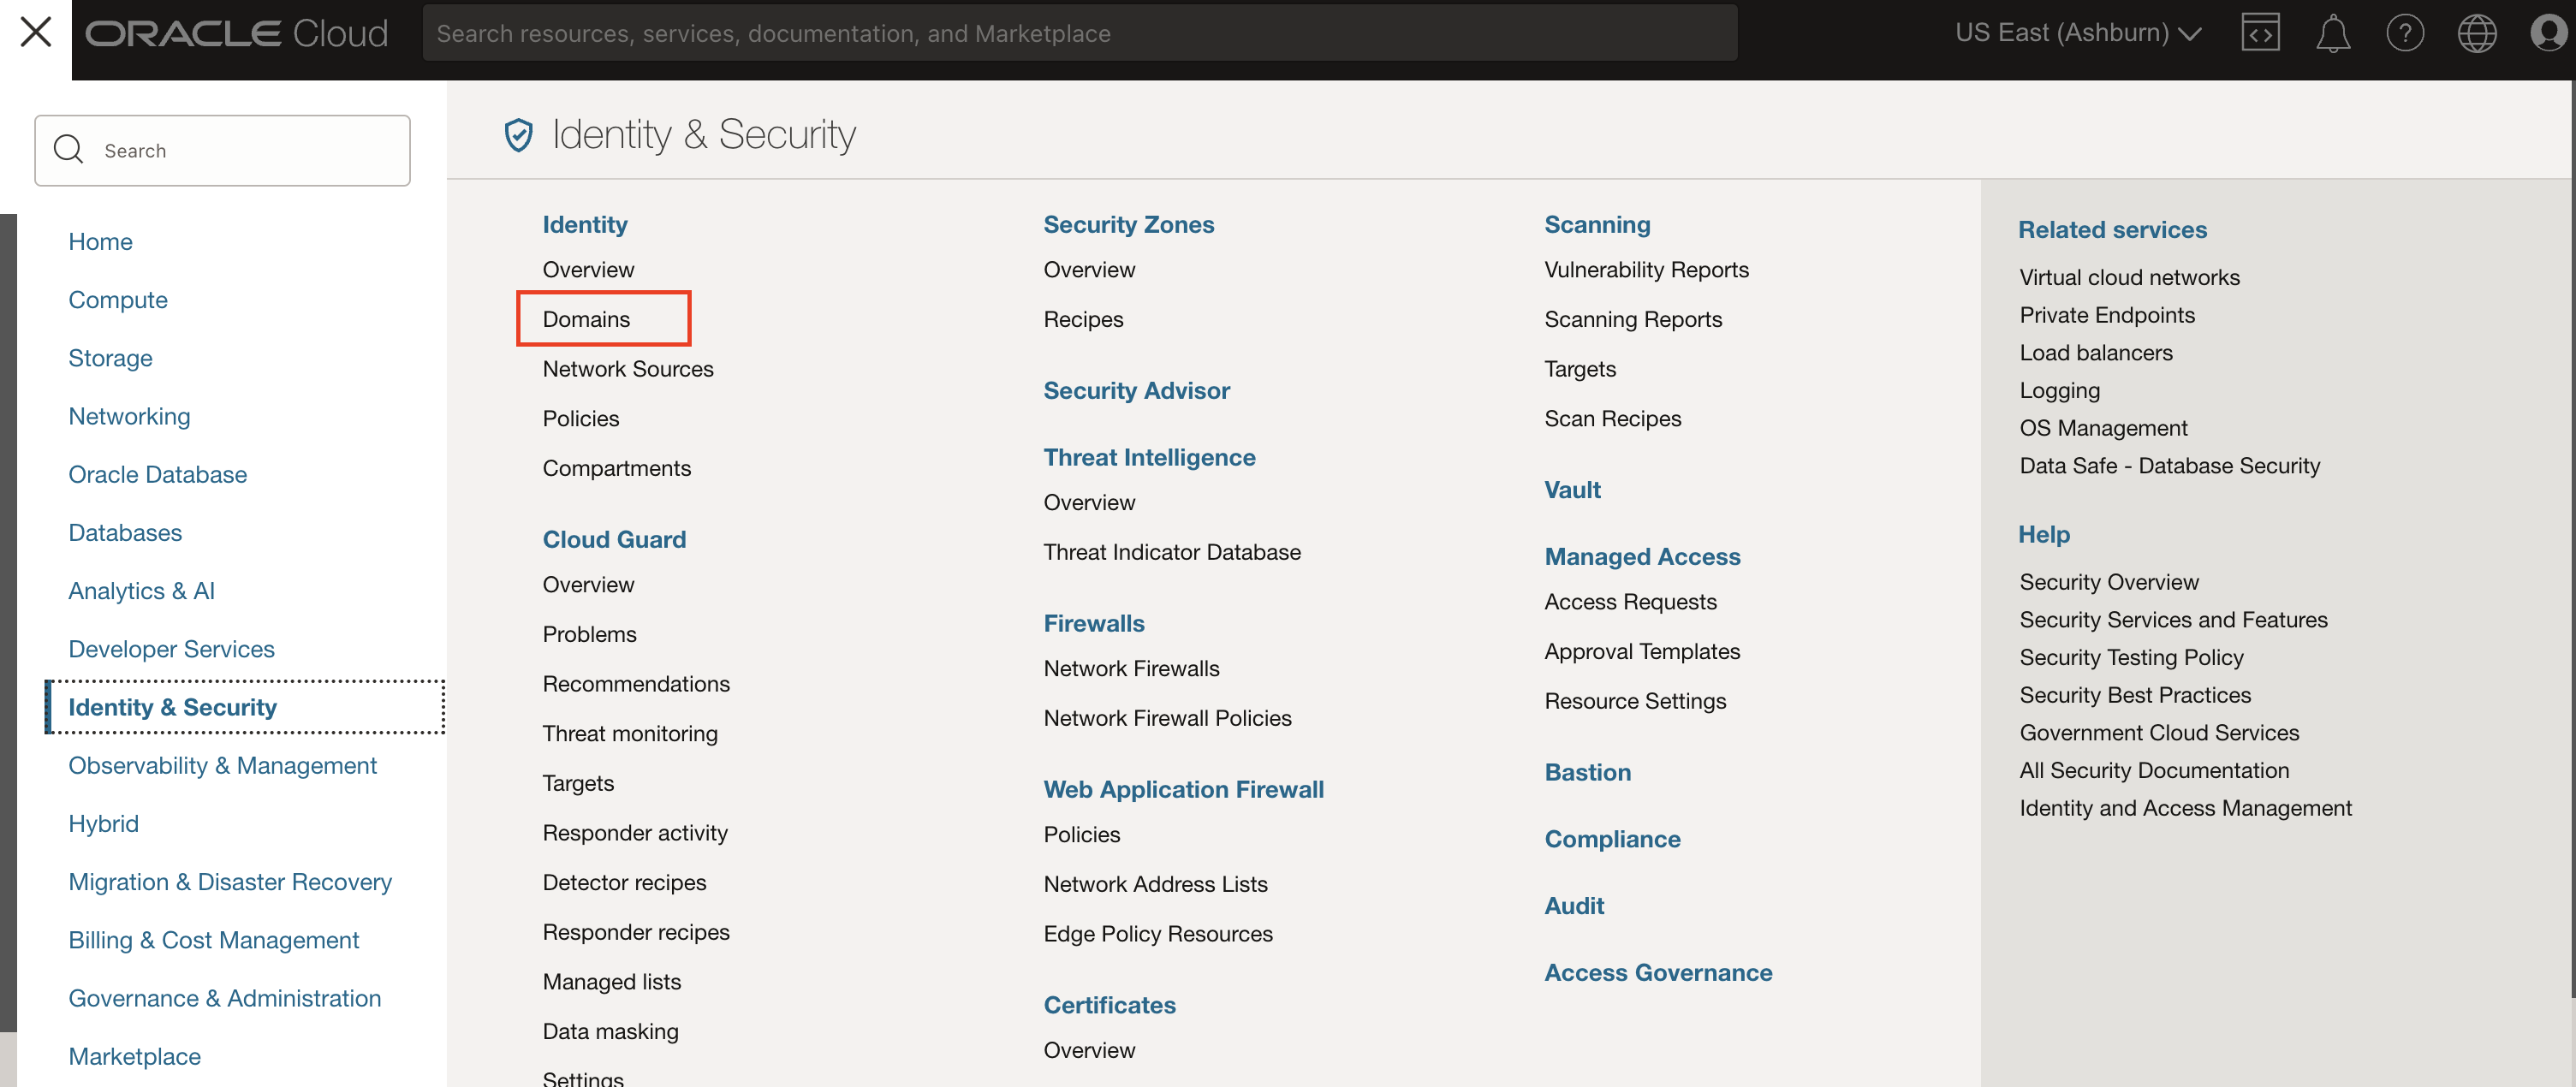 ORACLE Cloud
Search resources, services, documentation, and Marketplace
US East (Ashburn)
Search
Home
Compute
Storage
Networking
Oracle Database
Databases
Analytics & AI
Developer Services
Identity & Security
Observability & Management
Hybrid
Migration & Disaster Recovery
Billing & Cost Management
Governance & Administration
Marketplace
Identity & Security
Identity
Overview
Domains
Network Sources
Policies
Compartments
Cloud Guard
Overview
Problems
Recommendations
Threat monitoring
Targets
Responder activity
Detector recipes
Responder recipes
Managed lists
Data masking
Settings
Security Zones
Overview
Recipes
Security Advisor
Threat Intelligence
Overview
Threat Indicator Database
Firewalls
Network Firewalls
Network Firewall Policies
Web Application Firewall
Policies
Network Address Lists
Edge Policy Resources
Certificates
Overview
Scanning
Vulnerability Reports
Scanning Reports
Targets
Scan Recipes
Vault
Managed Access
Access Requests
Approval Templates
Resource Settings
Bastion
Compliance
Audit
Access Governance
Related services
Virtual cloud networks
Private Endpoints
Load balancers
Logging
OS Management
Data Safe - Database Security
Help
Security Overview
Security Services and Features
Security Testing Policy
Security Best Practices
Government Cloud Services
All Security Documentation
Identity and Access Management